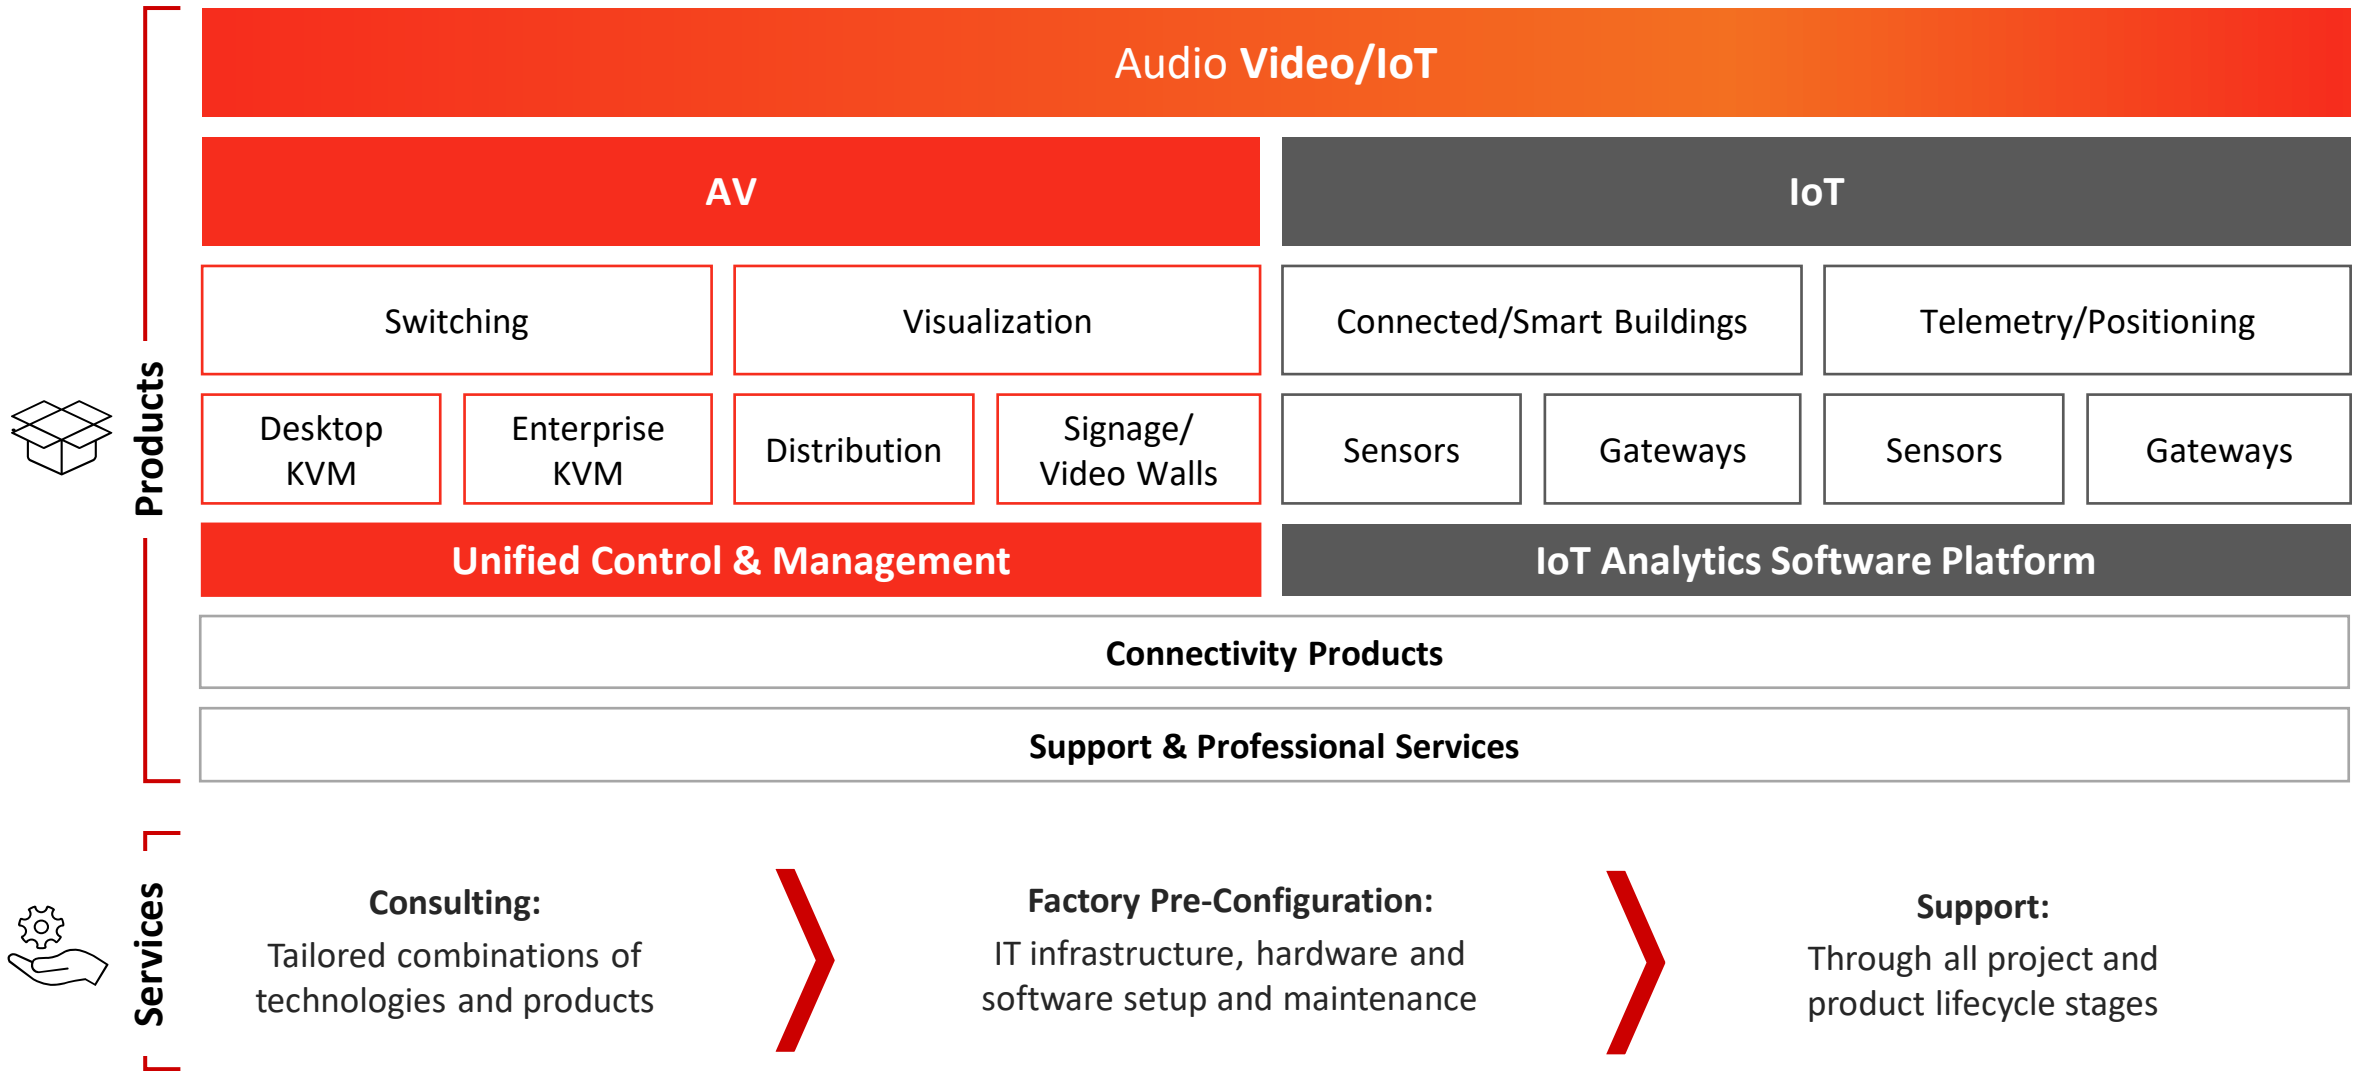 Audio Video/IoT
AV
IoT
Switching
Visualization
Connected/Smart Buildings
Telemetry/Positioning
Desktop
KVM
Enterprise
KVM
Distribution
Signage/
Video Walls
Sensors
Gateways
Sensors
Gateways
Unified Control & Management
IoT Analytics Software Platform
Connectivity Products
Support & Professional Services
Products
Services
Consulting:
Tailored combinations of
technologies and products
Factory Pre-Configuration:
IT infrastructure, hardware and
software setup and maintenance
Support:
Through all project and
product lifecycle stages